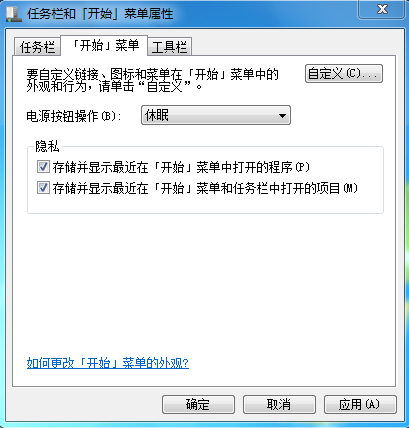 任务栏和「开始」菜单属性
任务栏
「开始」菜单
工具栏
要自定义链接、图标和菜单在「开始」菜单中的
外观和行为，请单击“自定义”。
自定义(C)...
电源按钮操作(B):
休眠
隐私
存储并显示最近在「开始」菜单中打开的程序(P)
存储并显示最近在「开始」菜单和任务栏中打开的项目(M)
如何更改「开始」菜单的外观?
确定
取消
应用(A)